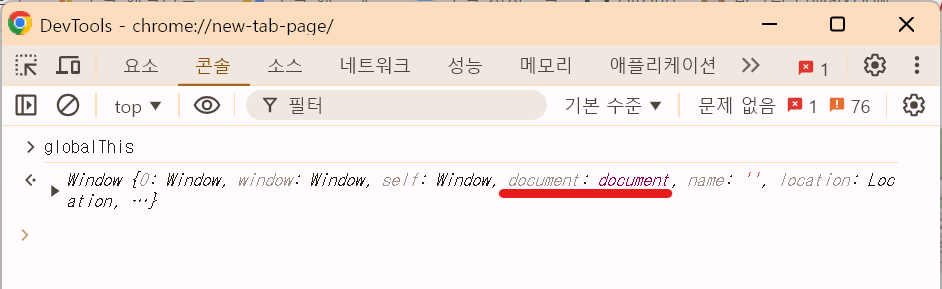 DevTools - chrome://new-tab-page/
요소 콘솔 소스 네트워크 성능 메모리 애플리케이션 1
top 필터 기본 수준 문제 없음 1 76
globalThis
Window {0: Window, window: Window, self: Window, document: document, name: '', location: Loc
ation, …}